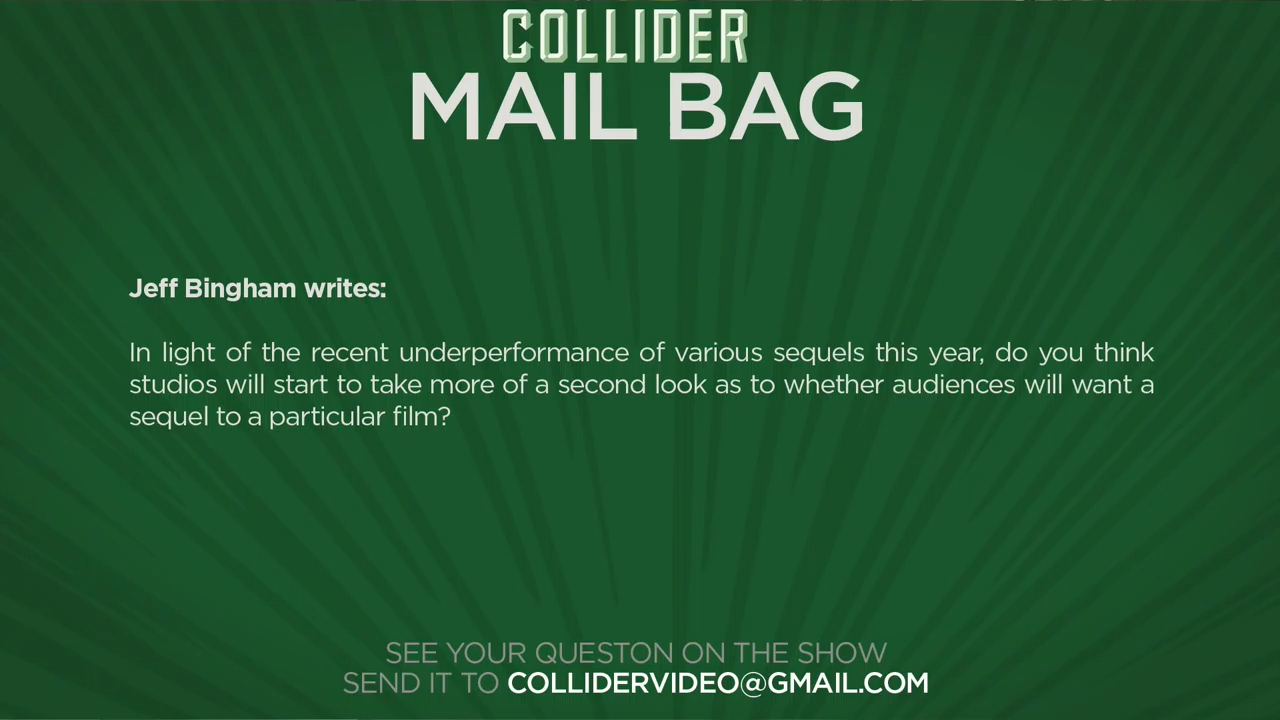 COLLIDER
MAIL BAG
Jeff Bingham writes:
In light of the recent underperformance of various sequels this year, do you think
studios will start to take more of a second look as to whether audiences will want a
sequel to a particular film?
SEE YOUR QUESTON ON THE SHOW
SEND IT TO COLLIDERVIDEO@GMAIL.COM